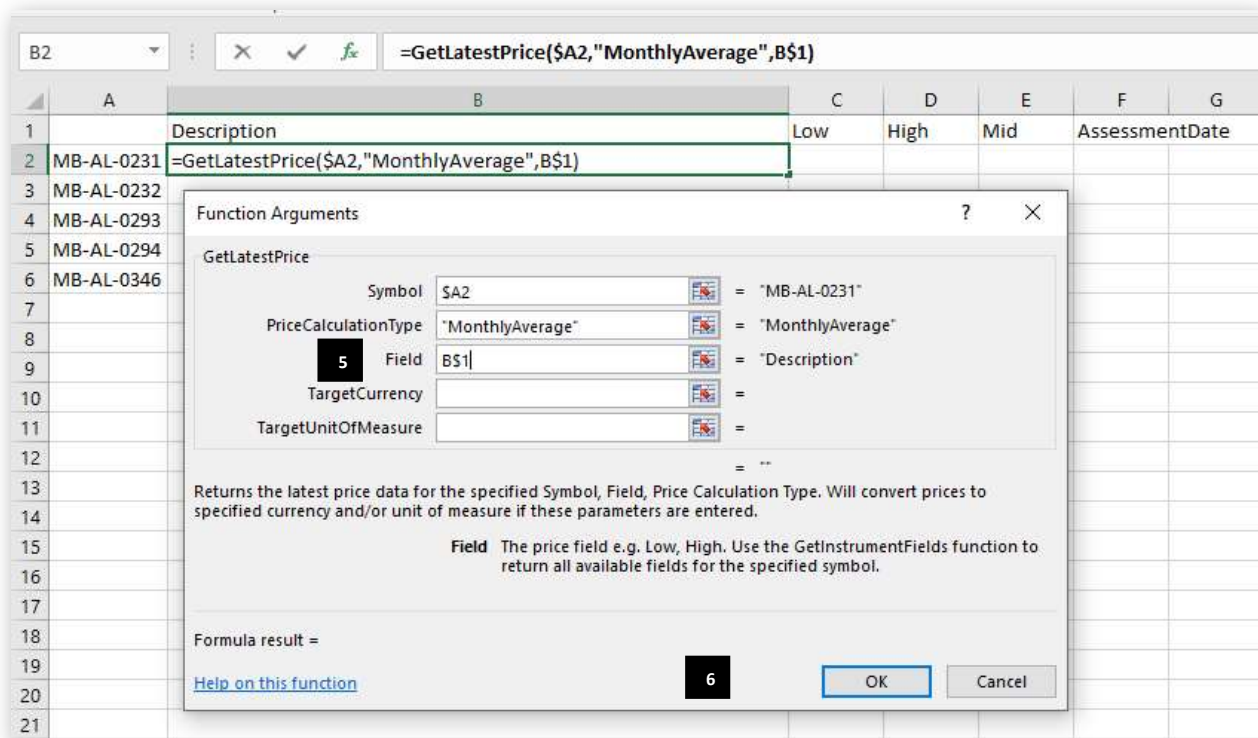 B2 fx =GetLatestPrice($A2,"MonthlyAverage",B$1)
A B C D E F G
1 Description Low High Mid AssessmentDate
2 MB-AL-0231 =GetLatestPrice($A2,"MonthlyAverage",B$1)
3 MB-AL-0232
4 MB-AL-0293
5 MB-AL-0294
6 MB-AL-0346
7
8
9
10
11
12
13
14
15
16
17
18
19
20
21
Function Arguments ?
GetLatestPrice
Symbol $A2 = "MB-AL-0231"
PriceCalculationType "MonthlyAverage" = "MonthlyAverage"
5 Field B$1 = "Description"
TargetCurrency =
TargetUnitOfMeasure =
= ""
Returns the latest price data for the specified Symbol, Field, Price Calculation Type. Will convert prices to
specified currency and/or unit of measure if these parameters are entered.
Field The price field e.g. Low, High. Use the GetInstrumentFields function to
return all available fields for the specified symbol.
Formula result =
Help on this function 6 OK Cancel